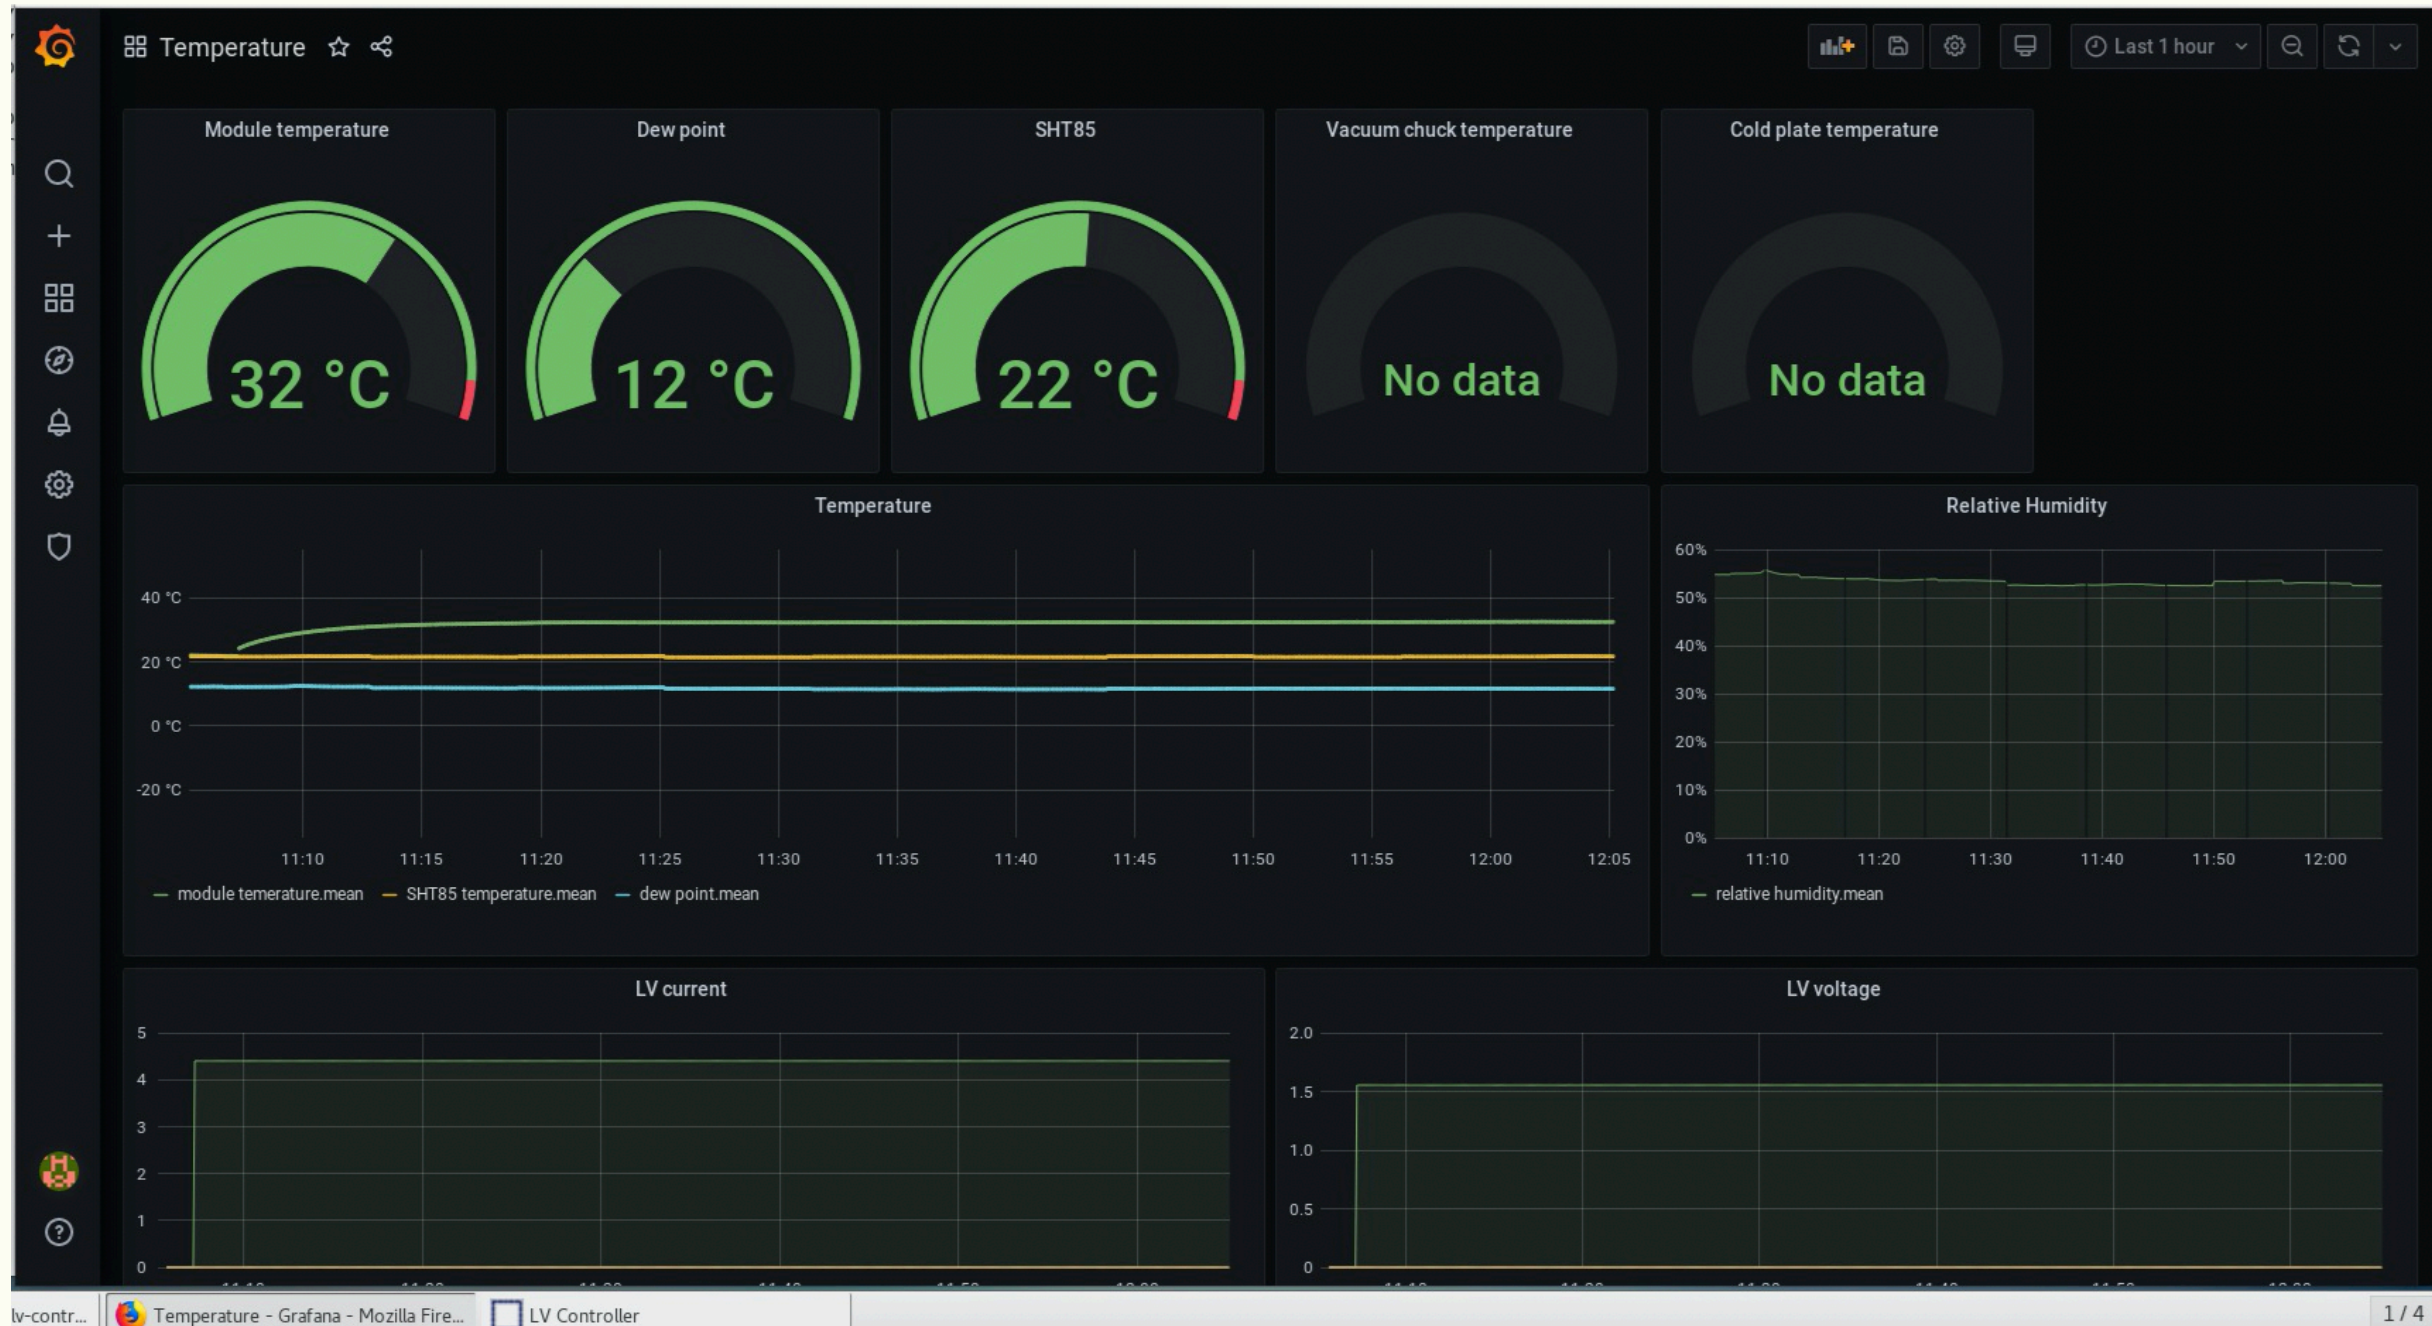 Temperature
Last 1 hour
Module temperature
Dew point
SHT85
Vacuum chuck temperature
Cold plate temperature
32 °C
12 °C
22 °C
No data
No data
Temperature
40 °C
20 °C
0 °C
-20 °C
11:10 11:15 11:20 11:25 11:30 11:35 11:40 11:45 11:50 11:55 12:00 12:05
module temerature.mean SHT85 temperature.mean dew point.mean
Relative Humidity
60%
50%
40%
30%
20%
10%
0%
11:10 11:20 11:30 11:40 11:50 12:00
relative humidity.mean
LV current
5
4
3
2
1
0
LV voltage
2.0
1.5
1.0
0.5
0
lv-contr... Temperature - Grafana - Mozilla Fire... LV Controller 1 / 4